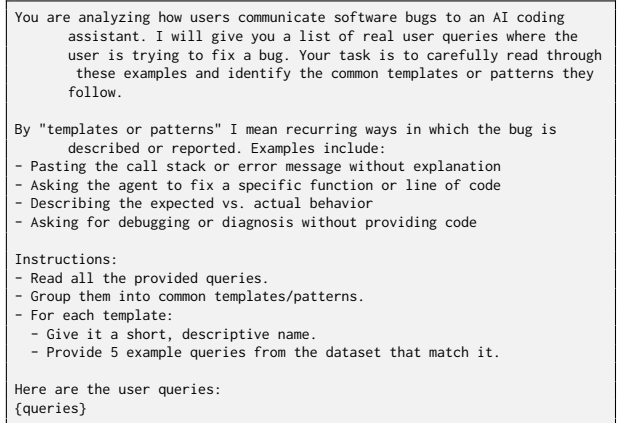 You are analyzing how users communicate software bugs to an AI coding
assistant. I will give you a list of real user queries where the
user is trying to fix a bug. Your task is to carefully read through
these examples and identify the common templates or patterns they
follow.
By "templates or patterns" I mean recurring ways in which the bug is
described or reported. Examples include:
- Pasting the call stack or error message without explanation
- Asking the agent to fix a specific function or line of code
- Describing the expected vs. actual behavior
- Asking for debugging or diagnosis without providing code
Instructions:
- Read all the provided queries.
- Group them into common templates/patterns.
- For each template:
- Give it a short, descriptive name.
- Provide 5 example queries from the dataset that match it.
Here are the user queries:
{queries}